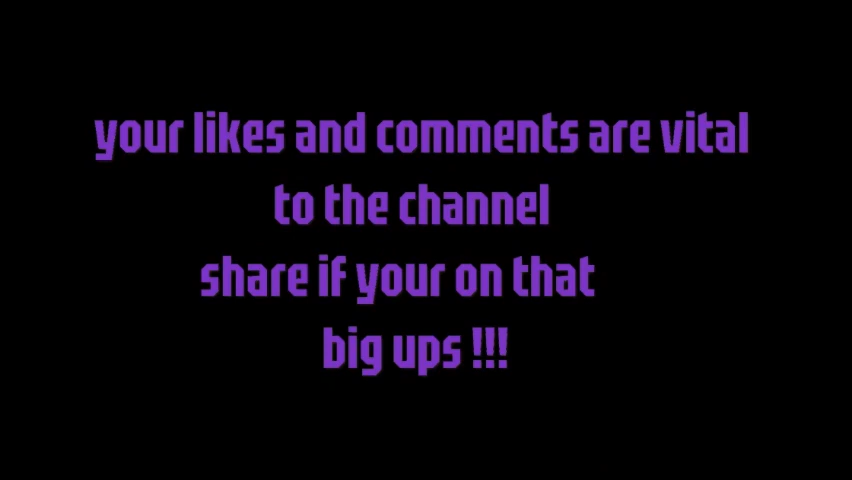 your likes and comments are vital
to the channel
share if your on that
big ups !!!